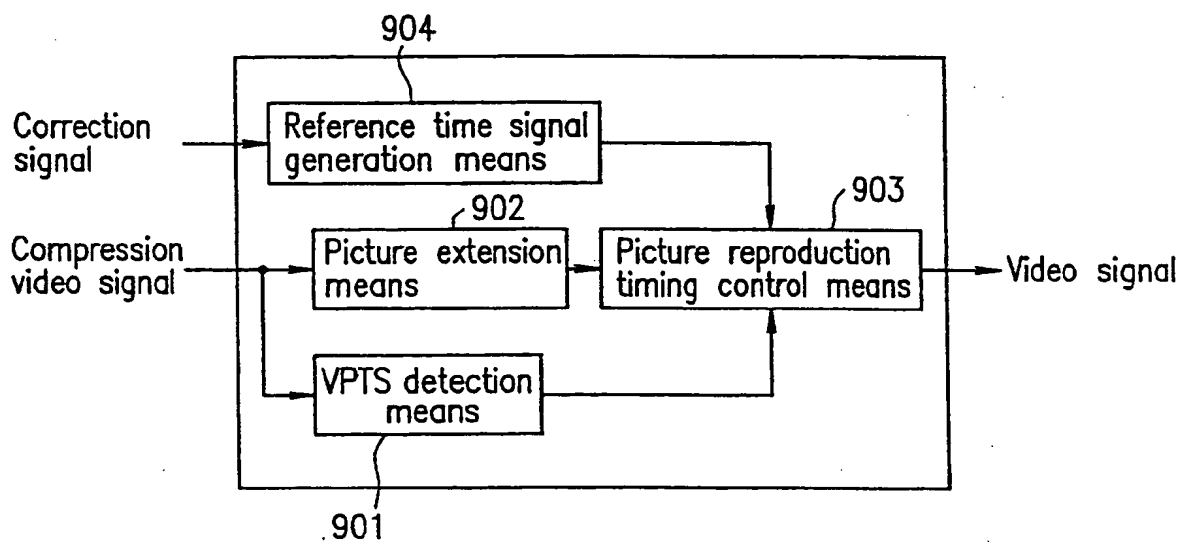 904
Correction
signal
Reference time signal
generation means
902
903
Compression
video signal
Picture extension
means
Picture reproduction
timing control means
Video signal
VPTS detection
means
901